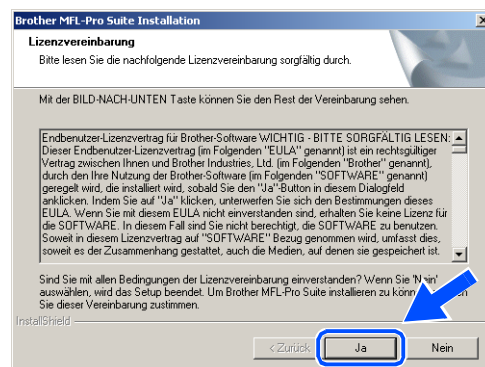 Brother MFL-Pro Suite Installation
Lizenzvereinbarung
Bitte lesen Sie die nachfolgende Lizenzvereinbarung sorgfältig durch.
Mit der BILD-NACH-UNTEN Taste können Sie den Rest der Vereinbarung sehen.
Endbenutzer-Lizenzvertrag für Brother-Software WICHTIG - BITTE SORGFÄLTIG LESEN:
Dieser Endbenutzer-Lizenzvertrag (im Folgenden "EULA" genannt) ist ein rechtsgültiger
Vertrag zwischen Ihnen und Brother Industries, Ltd. (im Folgenden "Brother" genannt),
durch den Ihre Nutzung der Brother-Software (im Folgenden "SOFTWARE" genannt)
geregelt wird, die installiert wird, sobald Sie den "Ja"-Button in diesem Dialogfeld
anklicken. Indem Sie auf "Ja" klicken, unterwerfen Sie sich den Bestimmungen dieses
EULA. Wenn Sie mit diesem EULA nicht einverstanden sind, erhalten Sie keine Lizenz für
die SOFTWARE. In diesem Fall sind Sie nicht berechtigt, die SOFTWARE zu benutzen.
Soweit in diesem Lizenzvertrag auf "SOFTWARE" Bezug genommen wird, umfasst dies,
soweit es der Zusammenhang gestattet, auch die Medien, auf denen sie gespeichert ist.
Sind Sie mit allen Bedingungen der Lizenzvereinbarung einverstanden? Wenn Sie 'Nein'
auswählen, wird das Setup beendet. Um Brother MFL-Pro Suite installieren zu
Sie dieser Vereinbarung zustimmen.
InstallShield
< Zurück
Ja
Nein